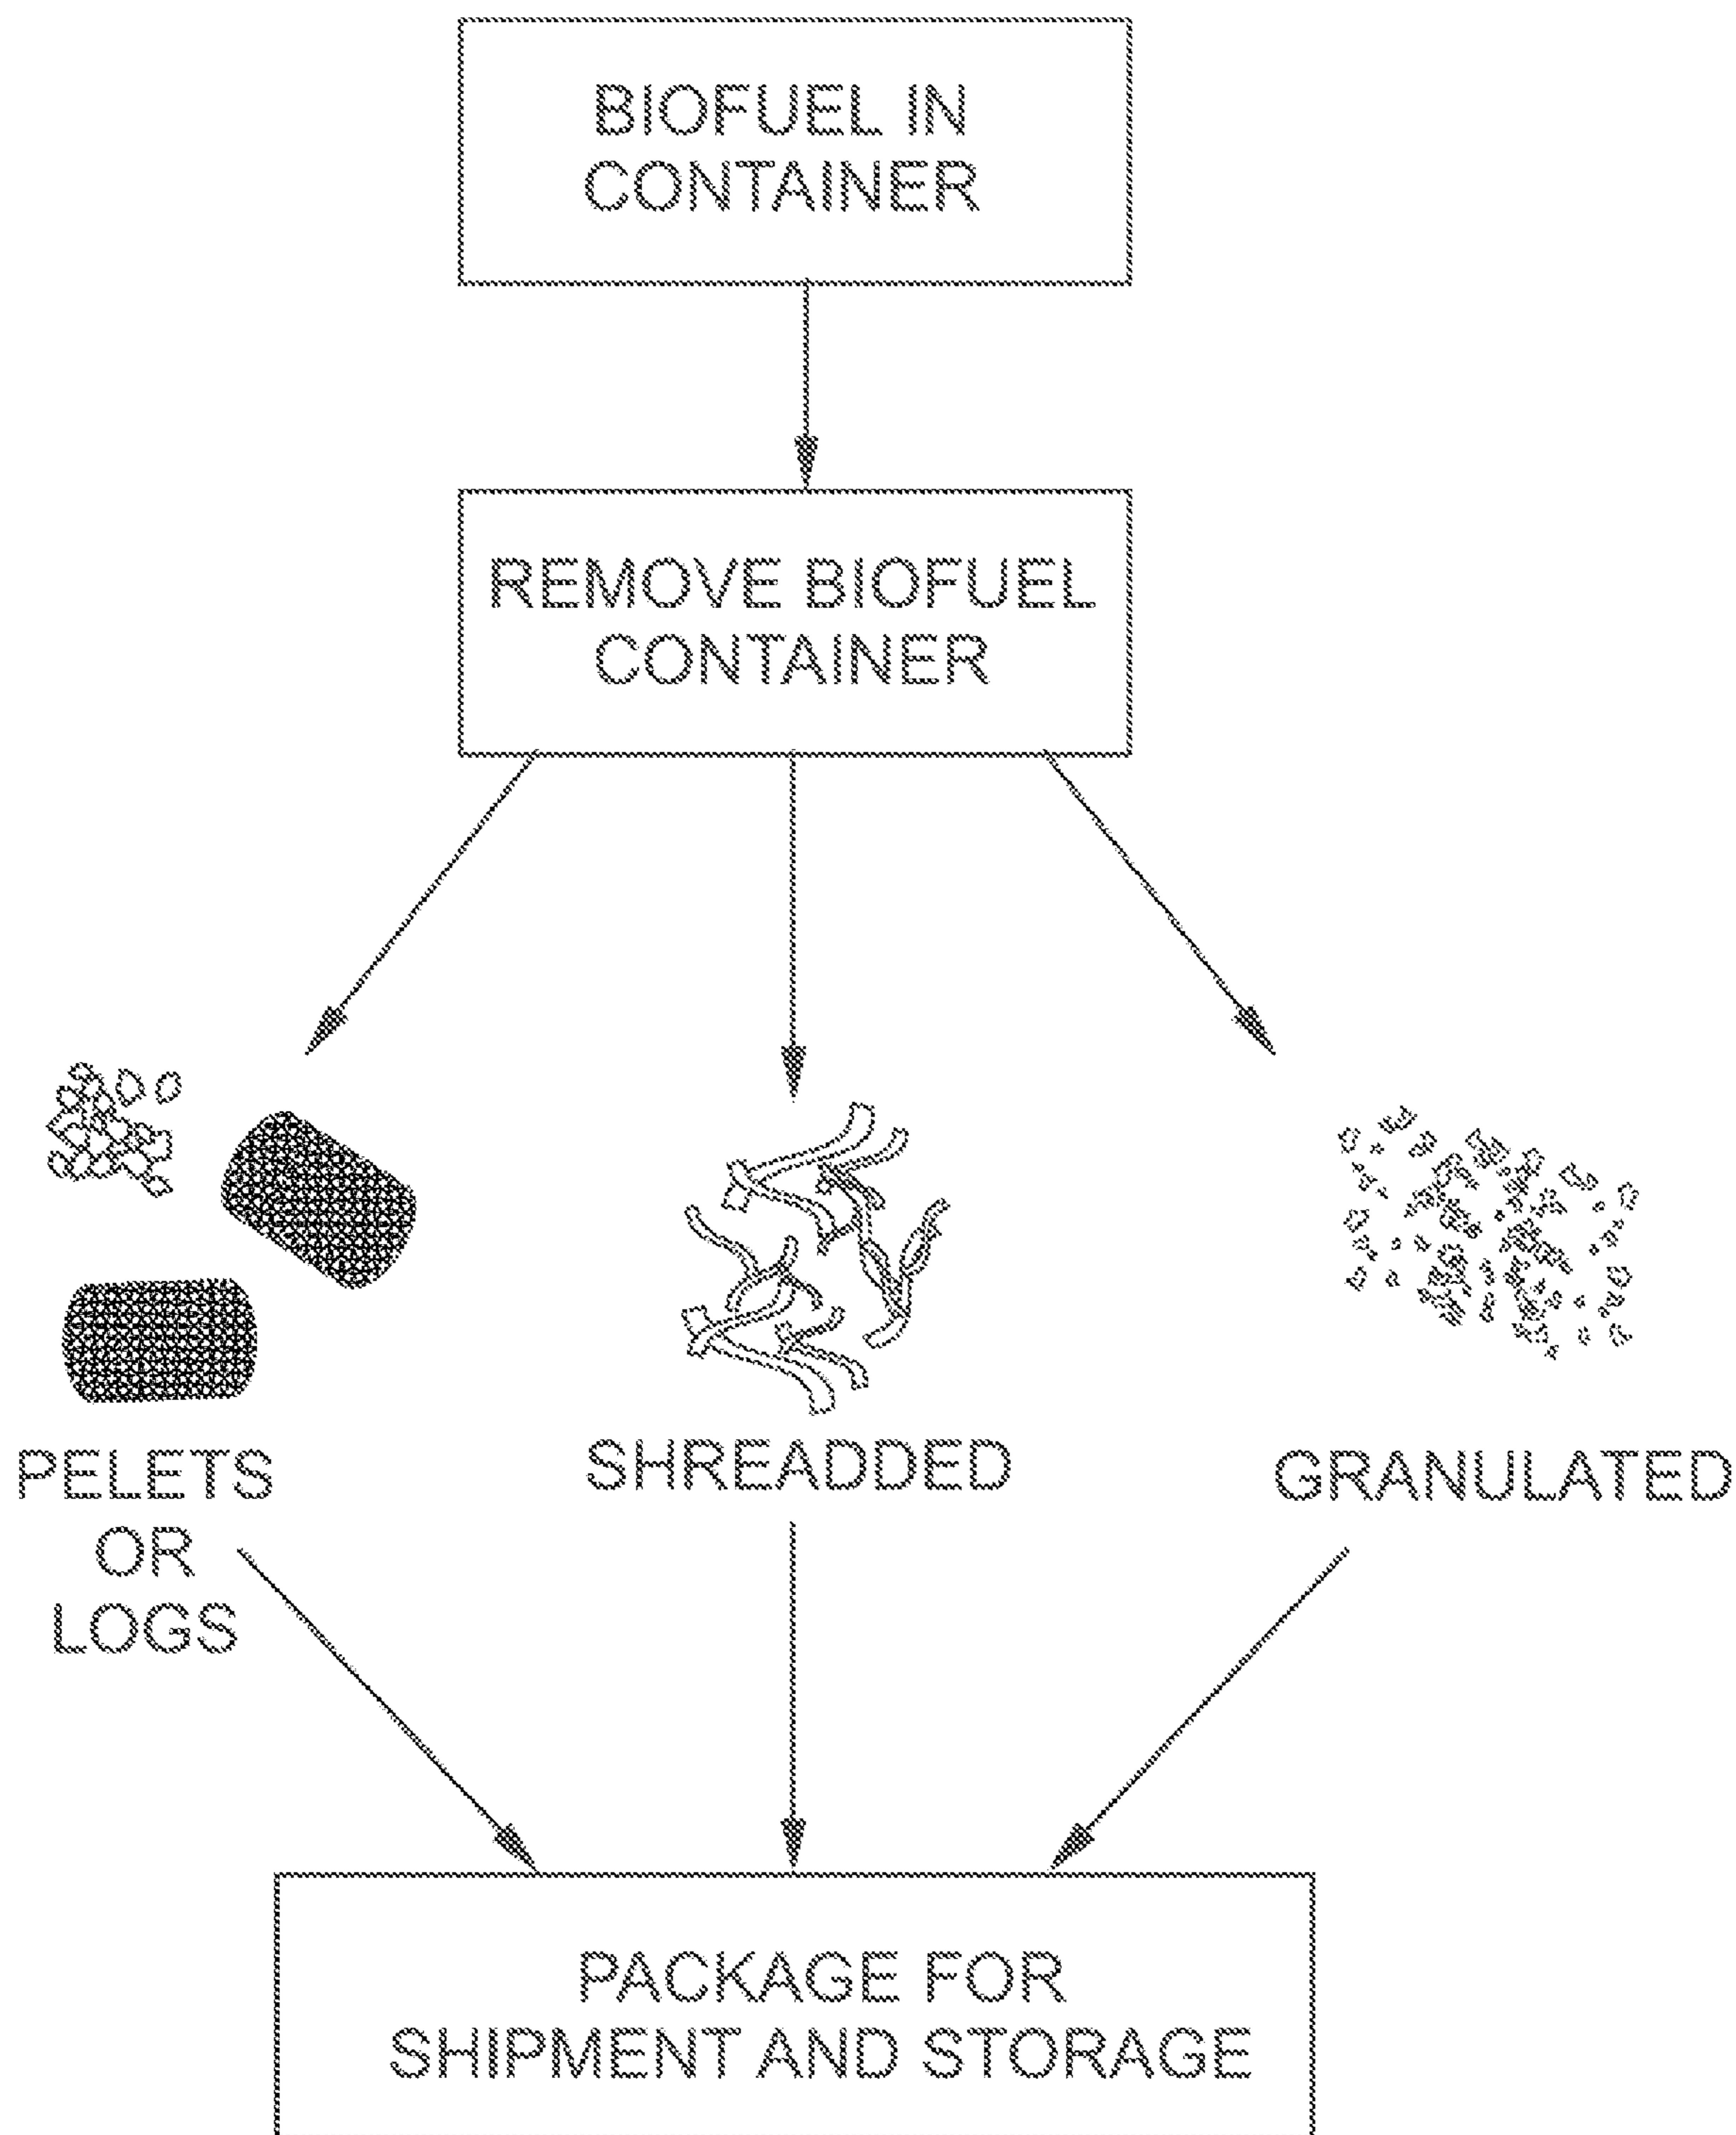 BIOFUEL IN
CONTAINER
REMOVE BIOFUEL
CONTAINER
PELETS
OR
LOGS
SHREADDED
GRANULATED
PACKAGE FOR
SHIPMENT AND STORAGE